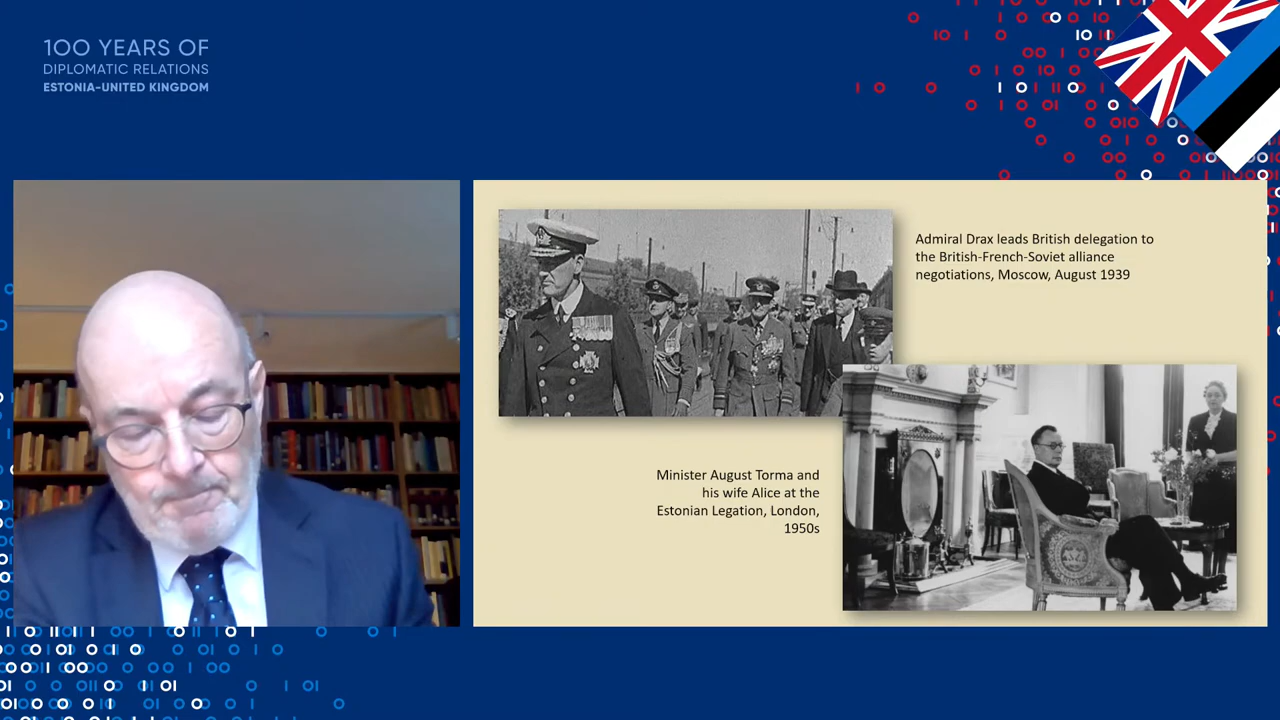 100 YEARS OF
DIPLOMATIC RELATIONS
ESTONIA-UNITED KINGDOM
Admiral Drax leads British delegation to
the British-French-Soviet alliance
negotiations, Moscow, August 1939
Minister August Torma and
his wife Alice at the
Estonian Legation, London,
1950s